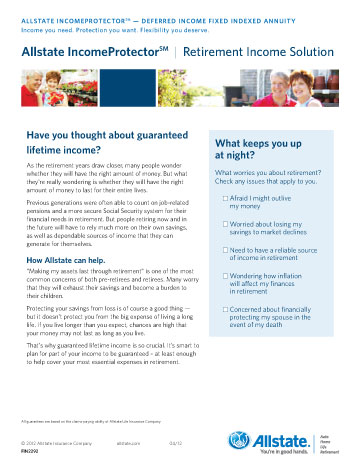 ALLSTATE INCOMEPROTECTOR℠ — DEFERRED INCOME FIXED INDEXED ANNUITY
Income you need. Protection you want. Flexibility you deserve.
Allstate IncomeProtector℠ | Retirement Income Solution
Have you thought about guaranteed
lifetime income?
As the retirement years draw closer, many people wonder
whether they will have the right amount of money. But what
they're really wondering is whether they will have the right
amount of money to last for their entire lives.
Previous generations were often able to count on job-related
pensions and a more secure Social Security system for their
financial needs in retirement. But people retiring now and in
the future will have to rely much more on their own savings,
as well as dependable sources of income that they can
generate for themselves.
How Allstate can help.
"Making my assets last through retirement" is one of the most
common concerns of both pre-retirees and retirees. Many worry
that they will exhaust their savings and become a burden to
their children.
Protecting your savings from loss is of course a good thing —
but it doesn't protect you from the big expense of living a long
life. If you live longer than you expect, chances are high that
your money may not last as long as you live.
That's why guaranteed lifetime income is so crucial. It's smart to
plan for part of your income to be guaranteed – at least enough
to help cover your most essential expenses in retirement.
What keeps you up
at night?
What worries you about retirement?
Check any issues that apply to you.
Afraid I might outlive
my money
Worried about losing my
savings to market declines
Need to have a reliable source
of income in retirement
Wondering how inflation
will affect my finances
in retirement
Concerned about financially
protecting my spouse in the
event of my death
All guarantees are based on the claims-paying ability of Allstate Life Insurance Company.
© 2012 Allstate Insurance Company allstate.com 04/12
FIN2292
Allstate.
You're in good hands.
Auto
Home
Life
Retirement